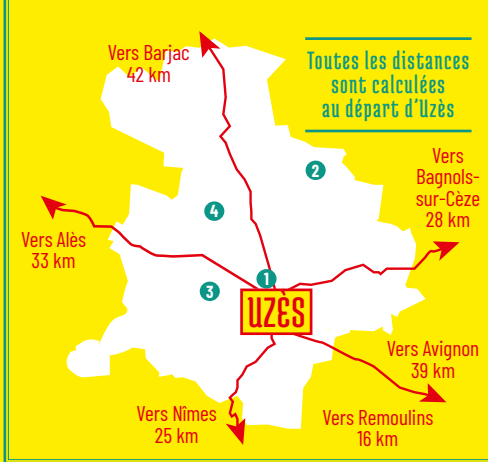 Vers Barjac
42 km
Toutes les distances
sont calculées
au départ d'Uzès
2
Vers
Bagnols-
sur-Cèze
28 km
4
Vers Alès
33 km
1
3
UZÈS
Vers Avignon
39 km
Vers Nîmes
25 km
Vers Remoulins
16 km